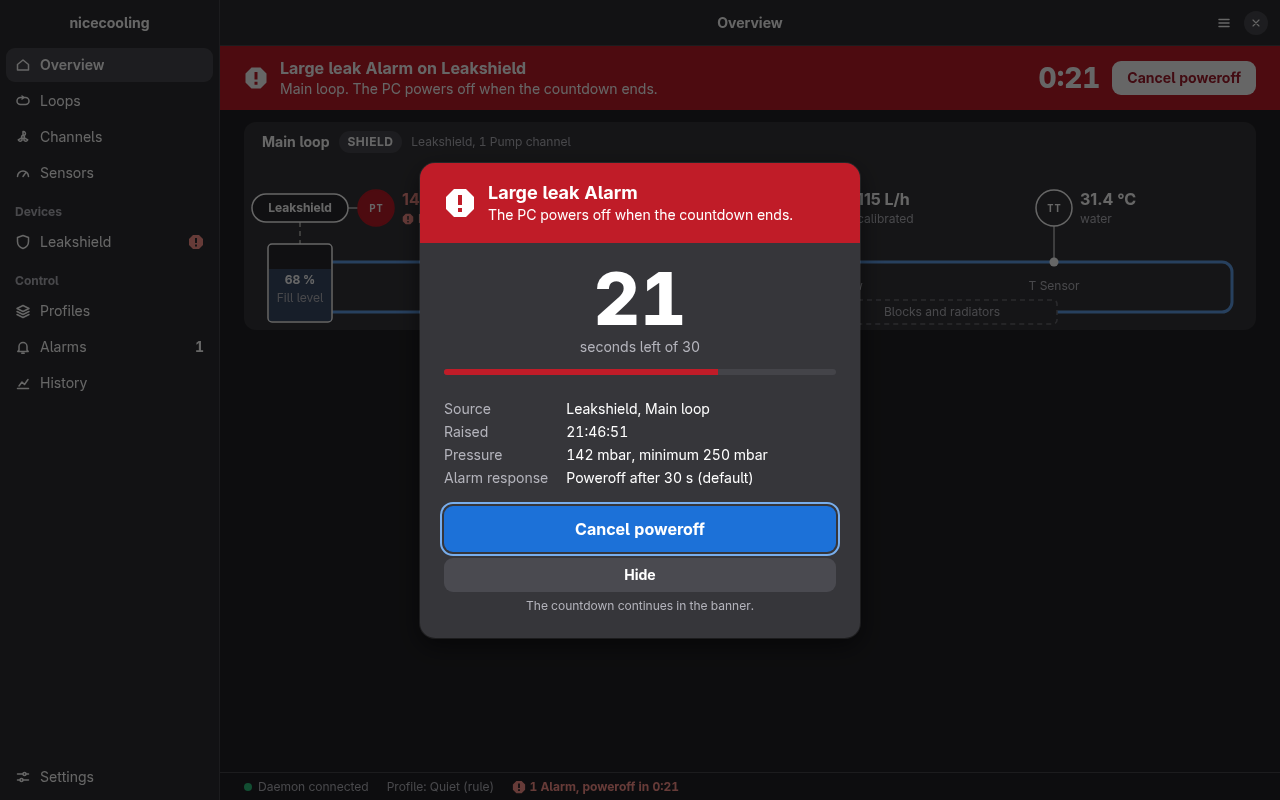 nicecooling
Overview
Overview
Loops
Channels
Sensors
Devices
Leakshield
Control
Profiles
Alarms 1
History
Settings
Large leak Alarm on Leakshield
Main loop. The PC powers off when the countdown ends.
0:21
Cancel poweroff
Main loop SHIELD Leakshield, 1 Pump channel
Leakshield PT 14
68 %
Fill level
115 L/h
calibrated
TT 31.4 °C
water
T Sensor
Blocks and radiators
Large leak Alarm
The PC powers off when the countdown ends.
21
seconds left of 30
Source Leakshield, Main loop
Raised 21:46:51
Pressure 142 mbar, minimum 250 mbar
Alarm response Poweroff after 30 s (default)
Cancel poweroff
Hide
The countdown continues in the banner.
Daemon connected Profile: Quiet (rule) 1 Alarm, poweroff in 0:21